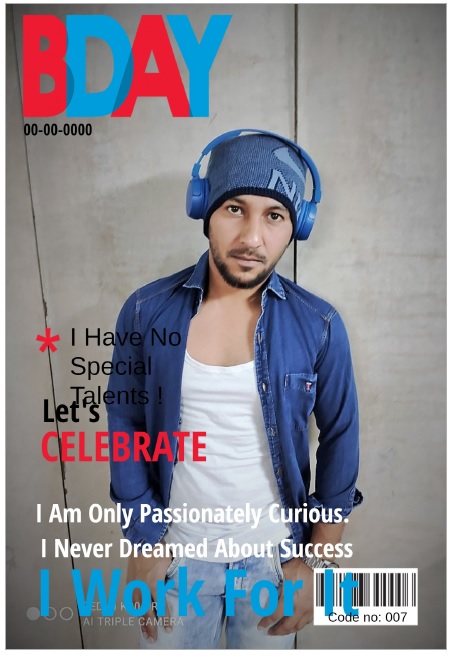 BDAY
00-00-0000
* I Have No
Special
Talents !
Let's
CELEBRATE
I Am Only Passionately Curious.
I Never Dreamed About Success
I Work For It
AI TRIPLE CAMERA
Code no: 007